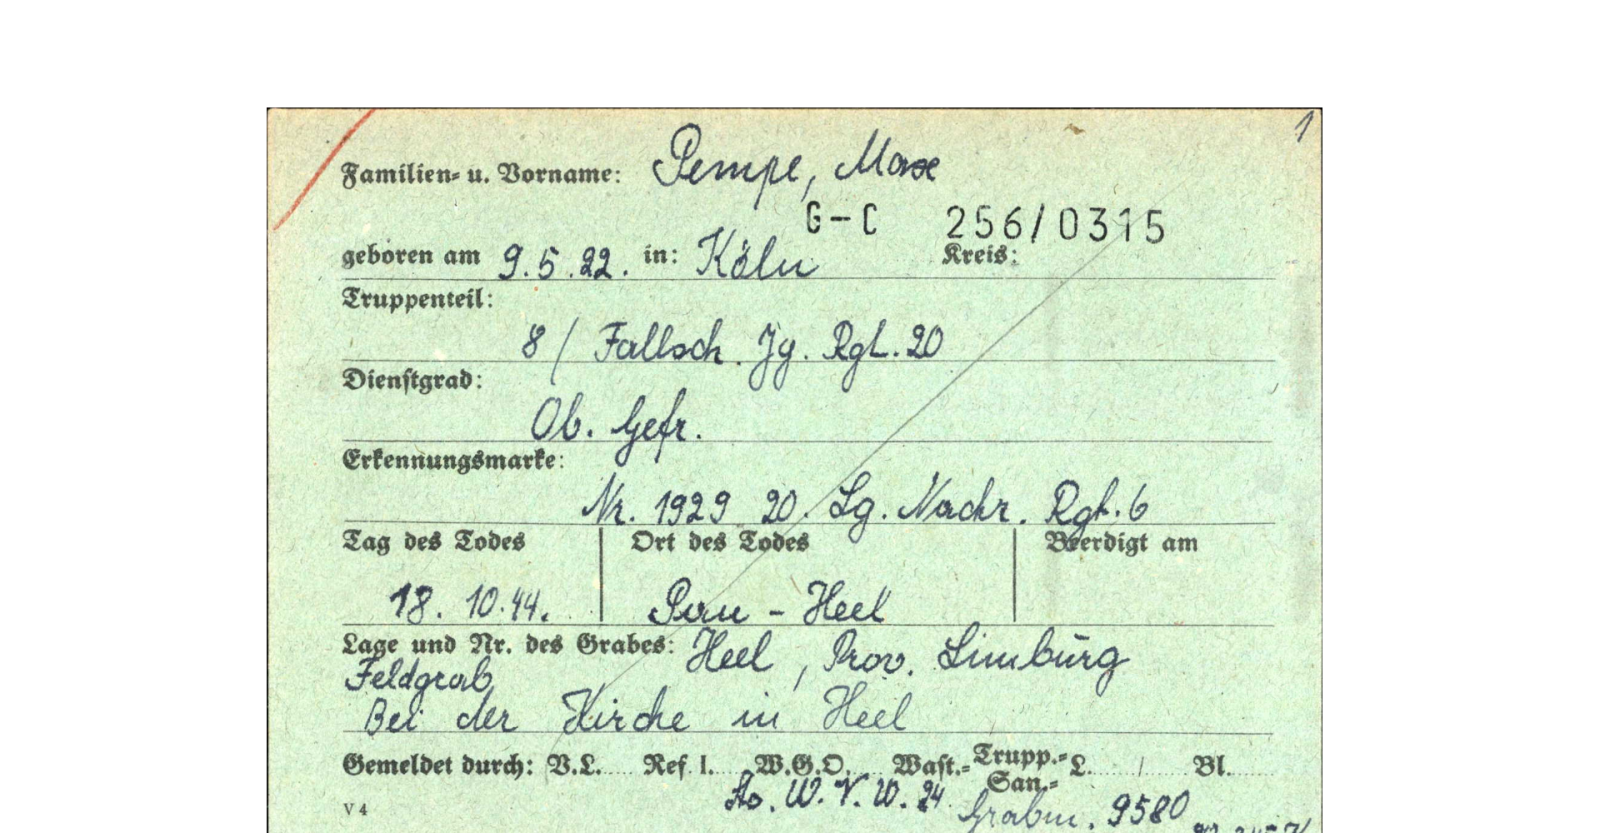 1
Familien- u. Vorname: Pempe, Max
G-C 256/0315
geboren am 9.5.22. in: Köln Kreis:
Truppenteil:
8/ Fallsch. Jg. Rgt. 20
Dienstgrad:
Ob. Gefr.
Erkennungsmarke:
Nr. 1929 20. Lg. Nachr. Rgt. 6
Tag des Todes Ort des Todes Beerdigt am
18. 10.44. - Heel
Lage und Nr. des Grabes: Heel, Prov. Limburg
Feldgrab
Bei der Kirche in Heel
Gemeldet durch: V.L. Ref. I. W.G.O. Wast.- Trupp.- San.- L. / Bl.
W. V. W. 24 Grabm. 9580
V 4